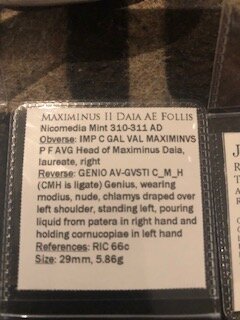 MAXIMINUS II DAIA AE FOLLIS
Nicomedia Mint 310-311 AD
Obverse: IMP C GAL VAL MAXIMINVS
P F AVG Head of Maximinus Daia,
laureate, right
Reverse: GENIO AV-GVSTI C_M_H
(CMH is ligate) Genius, wearing
modius, nude, chlamys draped over
left shoulder, standing left, pouring
liquid from patera in right hand and
holding cornucopiae in left hand
References: RIC 66c
Size: 29mm, 5.86g